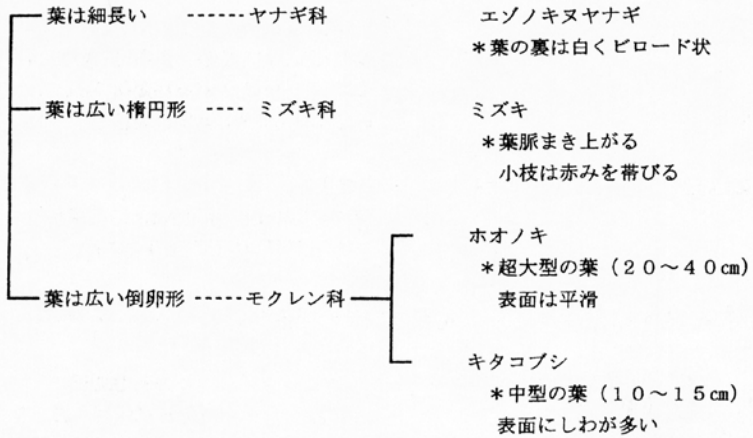 葉は細長い ------ヤナギ科 エゾノキヌヤナギ
＊葉の裏は白くビロード状
葉は広い楕円形 ---- ミズキ科 ミズキ
＊葉脈まき上がる
小枝は赤みを帯びる
ホオノキ
＊超大型の葉（２０～４０㎝）
葉は広い倒卵形 ------モクレン科 表面は平滑
キタコブシ
＊中型の葉（１０～１５㎝）
表面にしわが多い